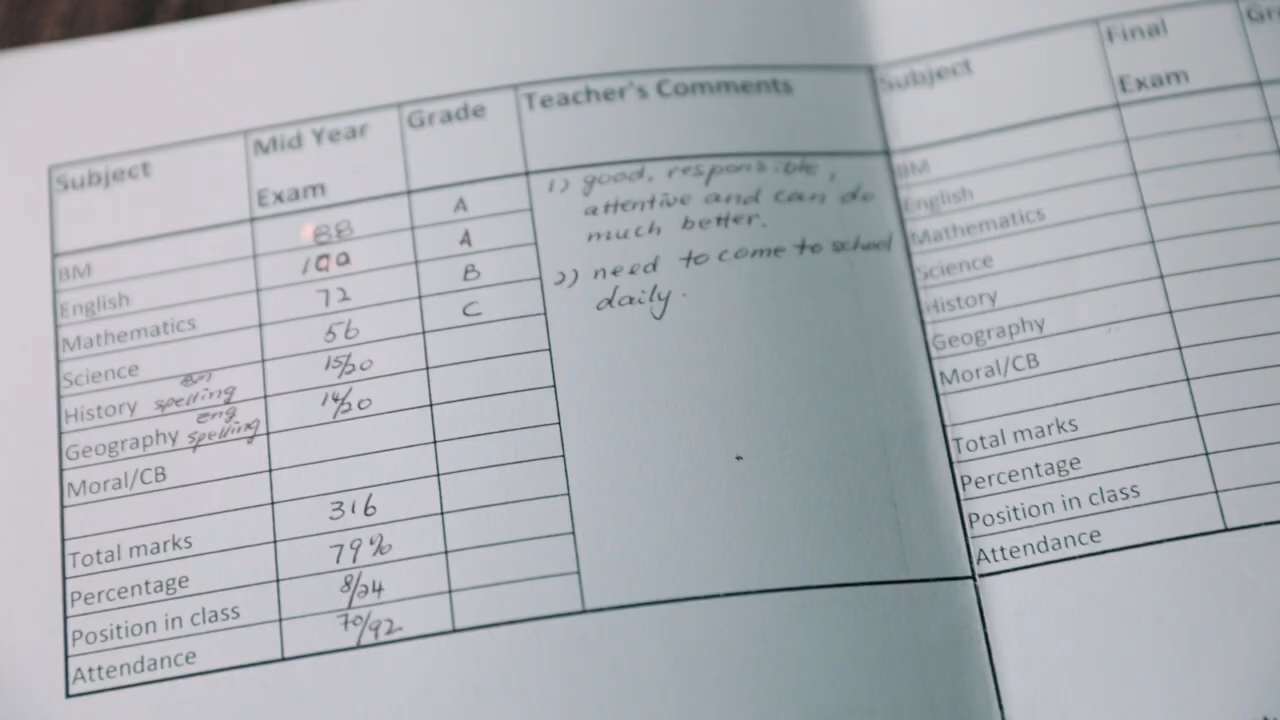 Subject Mid Year Exam Grade Teacher's Comments
BM 88 A
English 100 A
Mathematics 72 B
Science 56 C
History bm spelling 15/20
Geography eng spelling 14/20
Moral/CB
Total marks 316
Percentage 79%
Position in class 8/24
Attendance 70/92
1) good, responsible,
attentive and can do
much better.
2) need to come to school
daily.
Subject Final Exam
BM
English
Mathematics
Science
History
Geography
Moral/CB
Total marks
Percentage
Position in class
Attendance